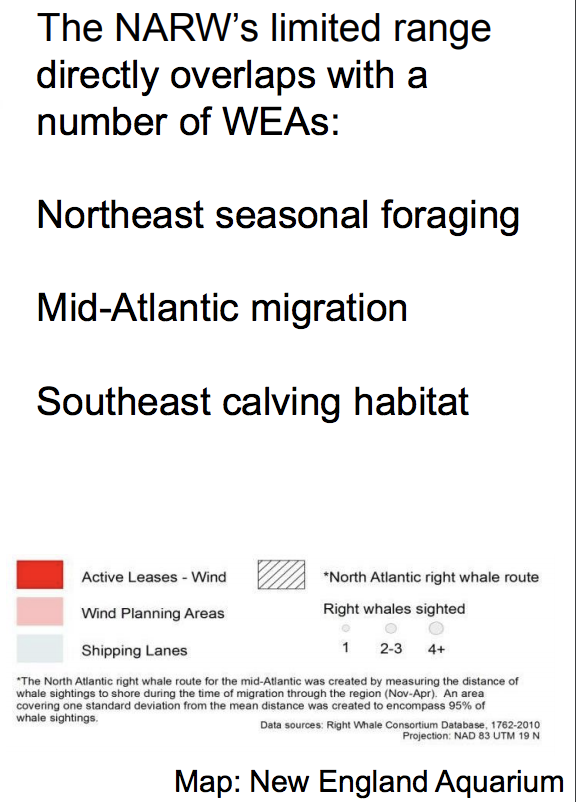 The NARW’s limited range
directly overlaps with a
number of WEAs:
Northeast seasonal foraging
Mid-Atlantic migration
Southeast calving habitat
Active Leases - Wind
Wind Planning Areas
Shipping Lanes
*North Atlantic right whale route
Right whales sighted
1 2-3 4+
*The North Atlantic right whale route for the mid-Atlantic was created by measuring the distance of
whale sightings to shore during the time of migration through the region (Nov-Apr). An area
covering one standard deviation from the mean distance was created to encompass 95% of
whale sightings.
Data sources: Right Whale Consortium Database, 1762-2010
Projection: NAD 83 UTM 19 N
Map: New England Aquarium